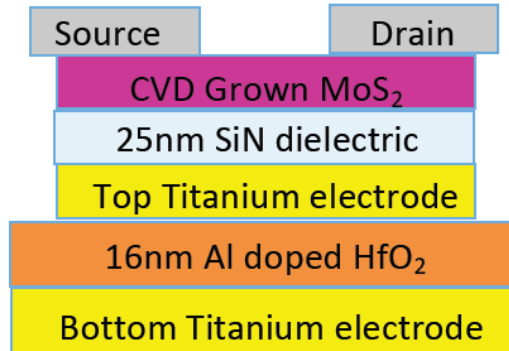 Source Drain
CVD Grown MoS₂
25nm SiN dielectric
Top Titanium electrode
16nm Al doped HfO₂
Bottom Titanium electrode